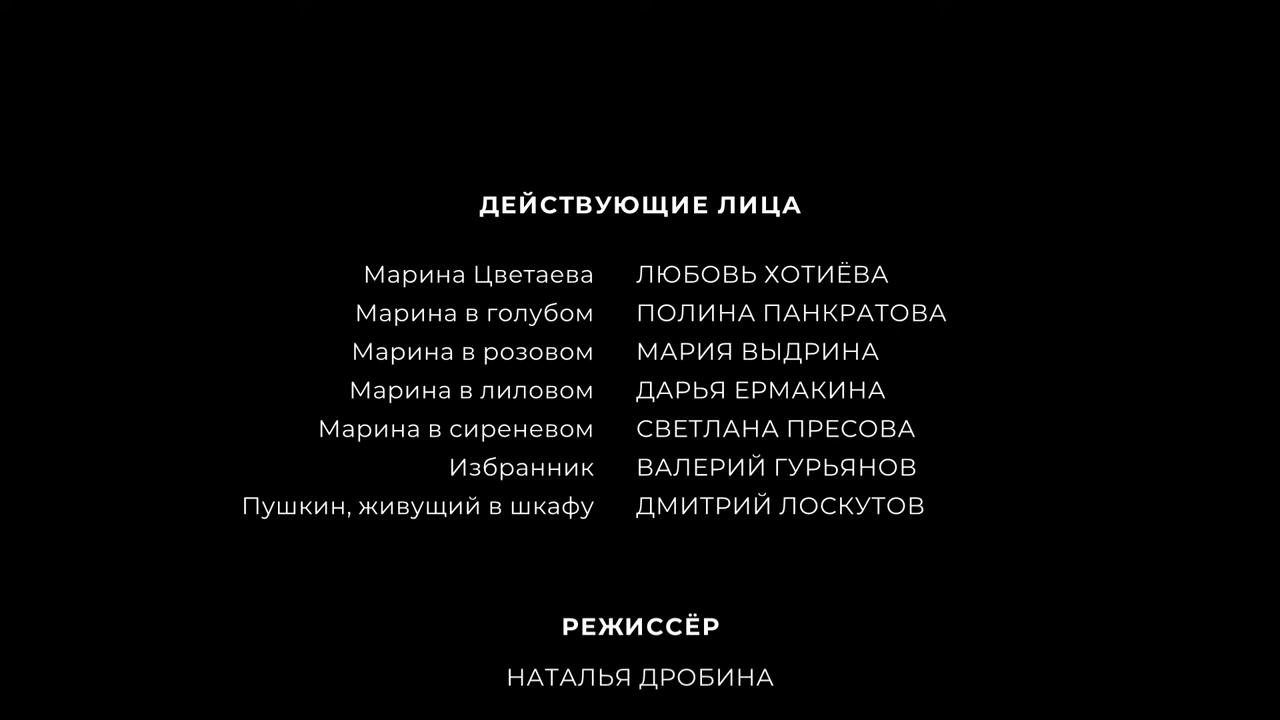 ДЕЙСТВУЮЩИЕ ЛИЦА
Марина Цветаева ЛЮБОВЬ ХОТИЁВА
Марина в голубом ПОЛИНА ПАНКРАТОВА
Марина в розовом МАРИЯ ВЫДРИНА
Марина в лиловом ДАРЬЯ ЕРМАКИНА
Марина в сиреневом СВЕТЛАНА ПРЕСОВА
Избранник ВАЛЕРИЙ ГУРЬЯНОВ
Пушкин, живущий в шкафу ДМИТРИЙ ЛОСКУТОВ
РЕЖИССЁР
НАТАЛЬЯ ДРОБИНА